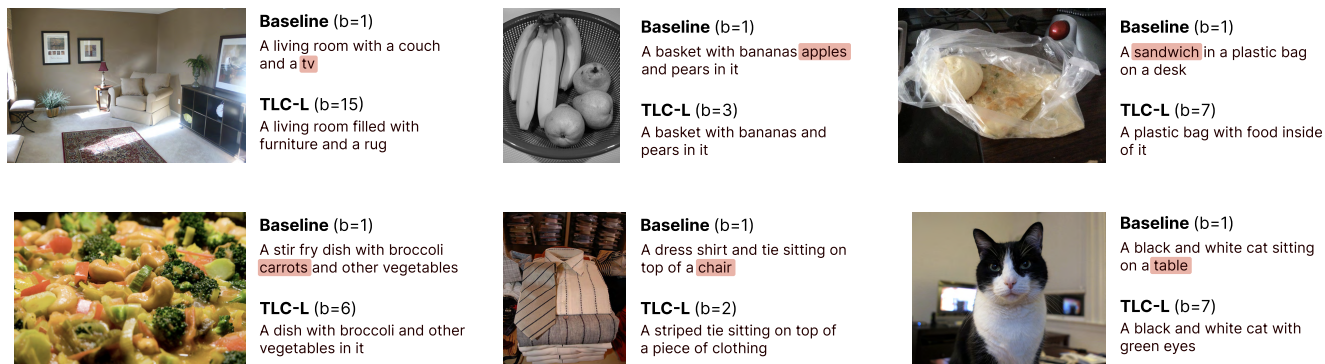 Baseline (b=1)
A living room with a couch
and a tv
TLC-L (b=15)
A living room filled with
furniture and a rug
Baseline (b=1)
A basket with bananas apples
and pears in it
TLC-L (b=3)
A basket with bananas and
pears in it
Baseline (b=1)
A sandwich in a plastic bag
on a desk
TLC-L (b=7)
A plastic bag with food inside
of it
Baseline (b=1)
A stir fry dish with broccoli
carrots and other vegetables
TLC-L (b=6)
A dish with broccoli and other
vegetables in it
Baseline (b=1)
A dress shirt and tie sitting on
top of a chair
TLC-L (b=2)
A striped tie sitting on top of
a piece of clothing
Baseline (b=1)
A black and white cat sitting
on a table
TLC-L (b=7)
A black and white cat with
green eyes